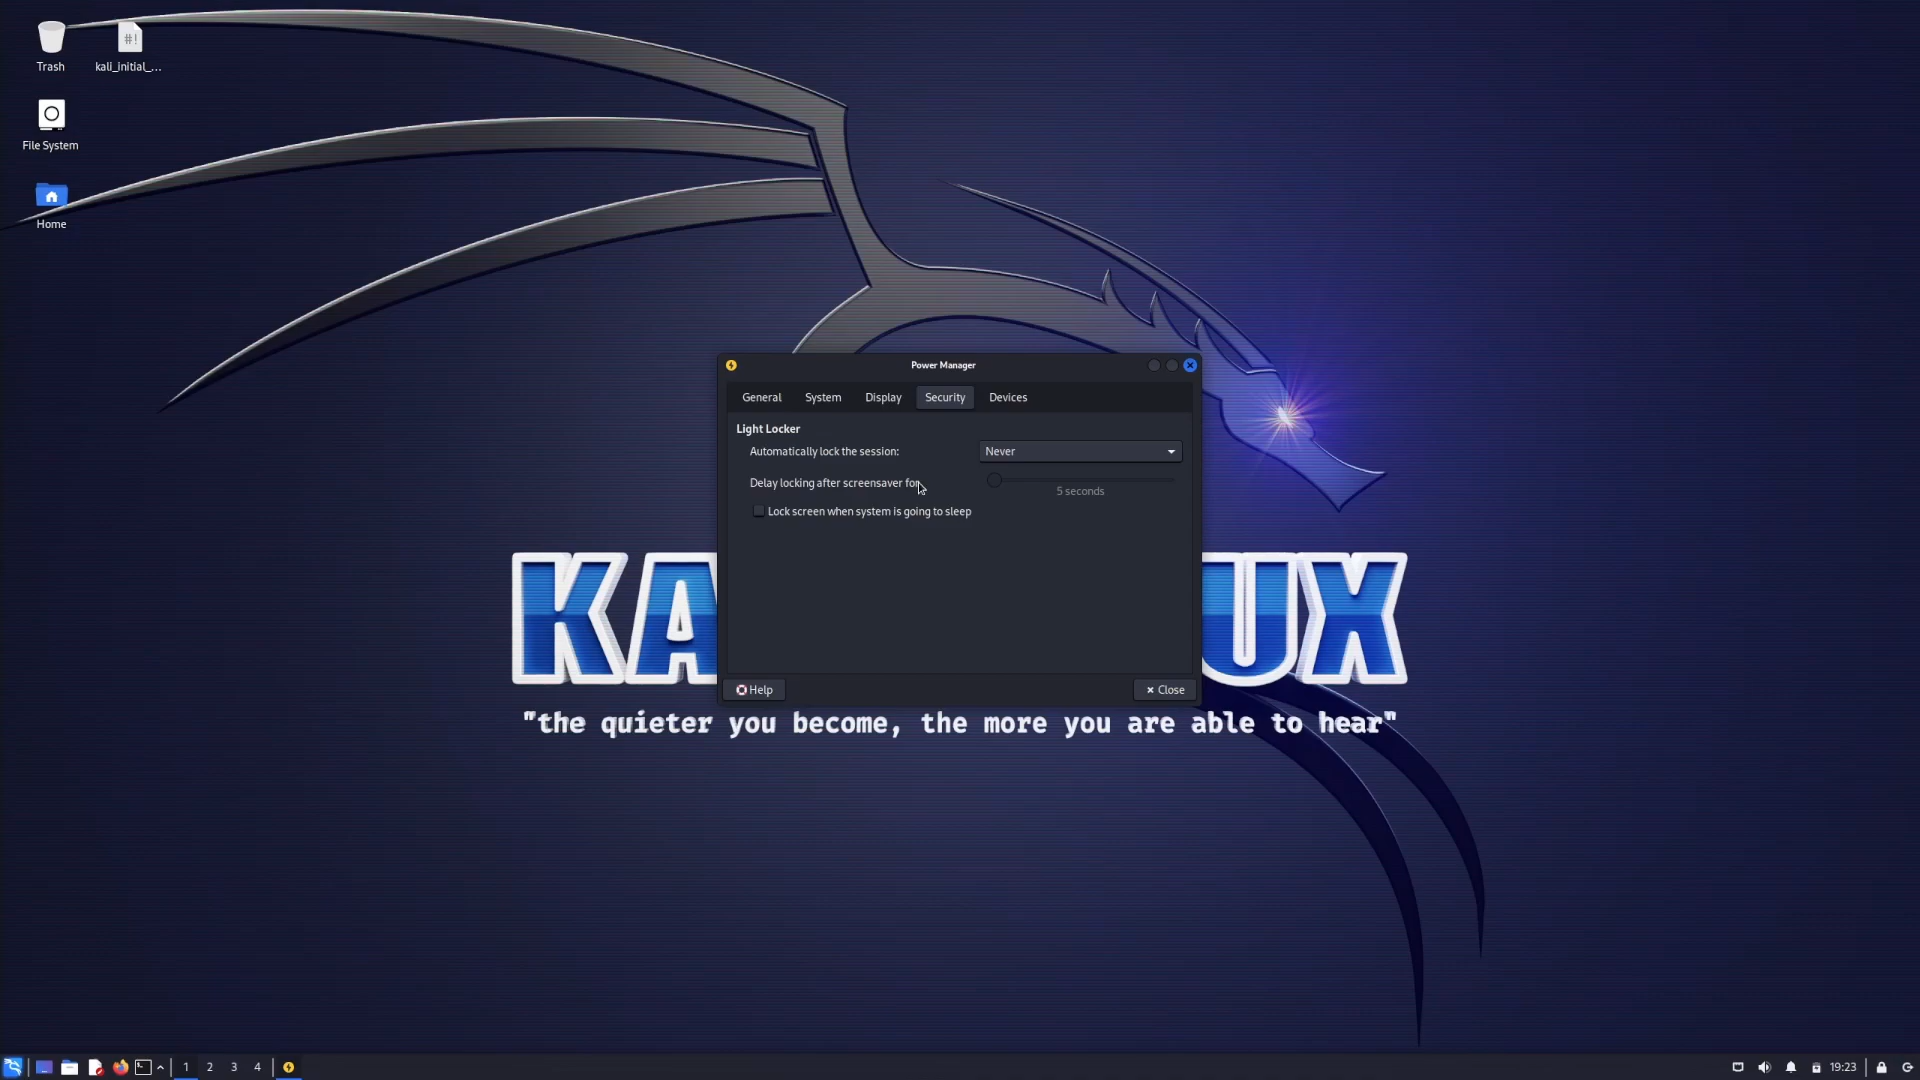 Trash
kali_initial_...
File System
Home
Power Manager
General
System
Display
Security
Devices
Light Locker
Automatically lock the session:
Never
Delay locking after screensaver for
5 seconds
Lock screen when system is going to sleep
Help
Close
KA
UX
"the quieter you become, the more you are able to hear"
1
2
3
4
19:23